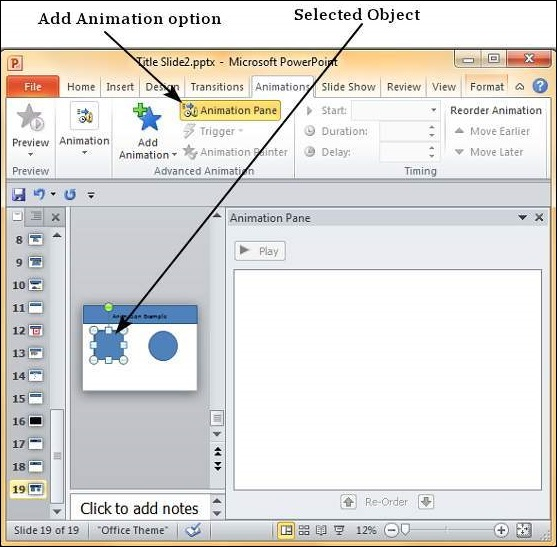 Add Animation option
Selected Object
P
Title Slide2.pptx - Microsoft PowerPoint
File Home Insert Design Transitions Animations Slide Show Review View Format
Preview
Animation
Add
Animation
Animation Pane
Trigger
Animation Painter
Start:
Duration:
Delay:
Reorder Animation
Move Earlier
Move Later
Preview
Advanced Animation
Timing
8
9
10
11
12
13
14
15
16
17
18
19
Animation Example
Click to add notes
Animation Pane
Play
Re-Order
Slide 19 of 19
"Office Theme"
12%